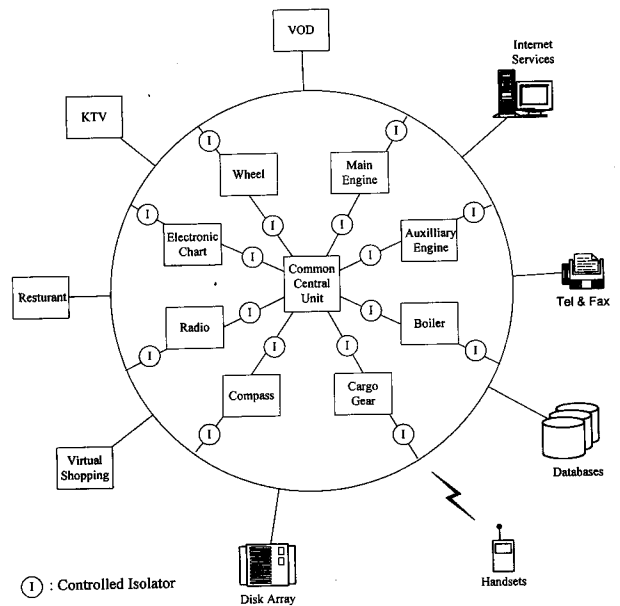 VOD
Internet
Services
KTV
I
I
Wheel
Main
Engine
I
I
I
I
Electronic
Chart
I
I
Auxilliary
Engine
Common
Central
Unit
Resturant
Tel & Fax
Radio
I
I
Boiler
I
I
I
I
Compass
Cargo
Gear
I
I
Virtual
Shopping
Databases
I : Controlled Isolator
Disk Array
Handsets